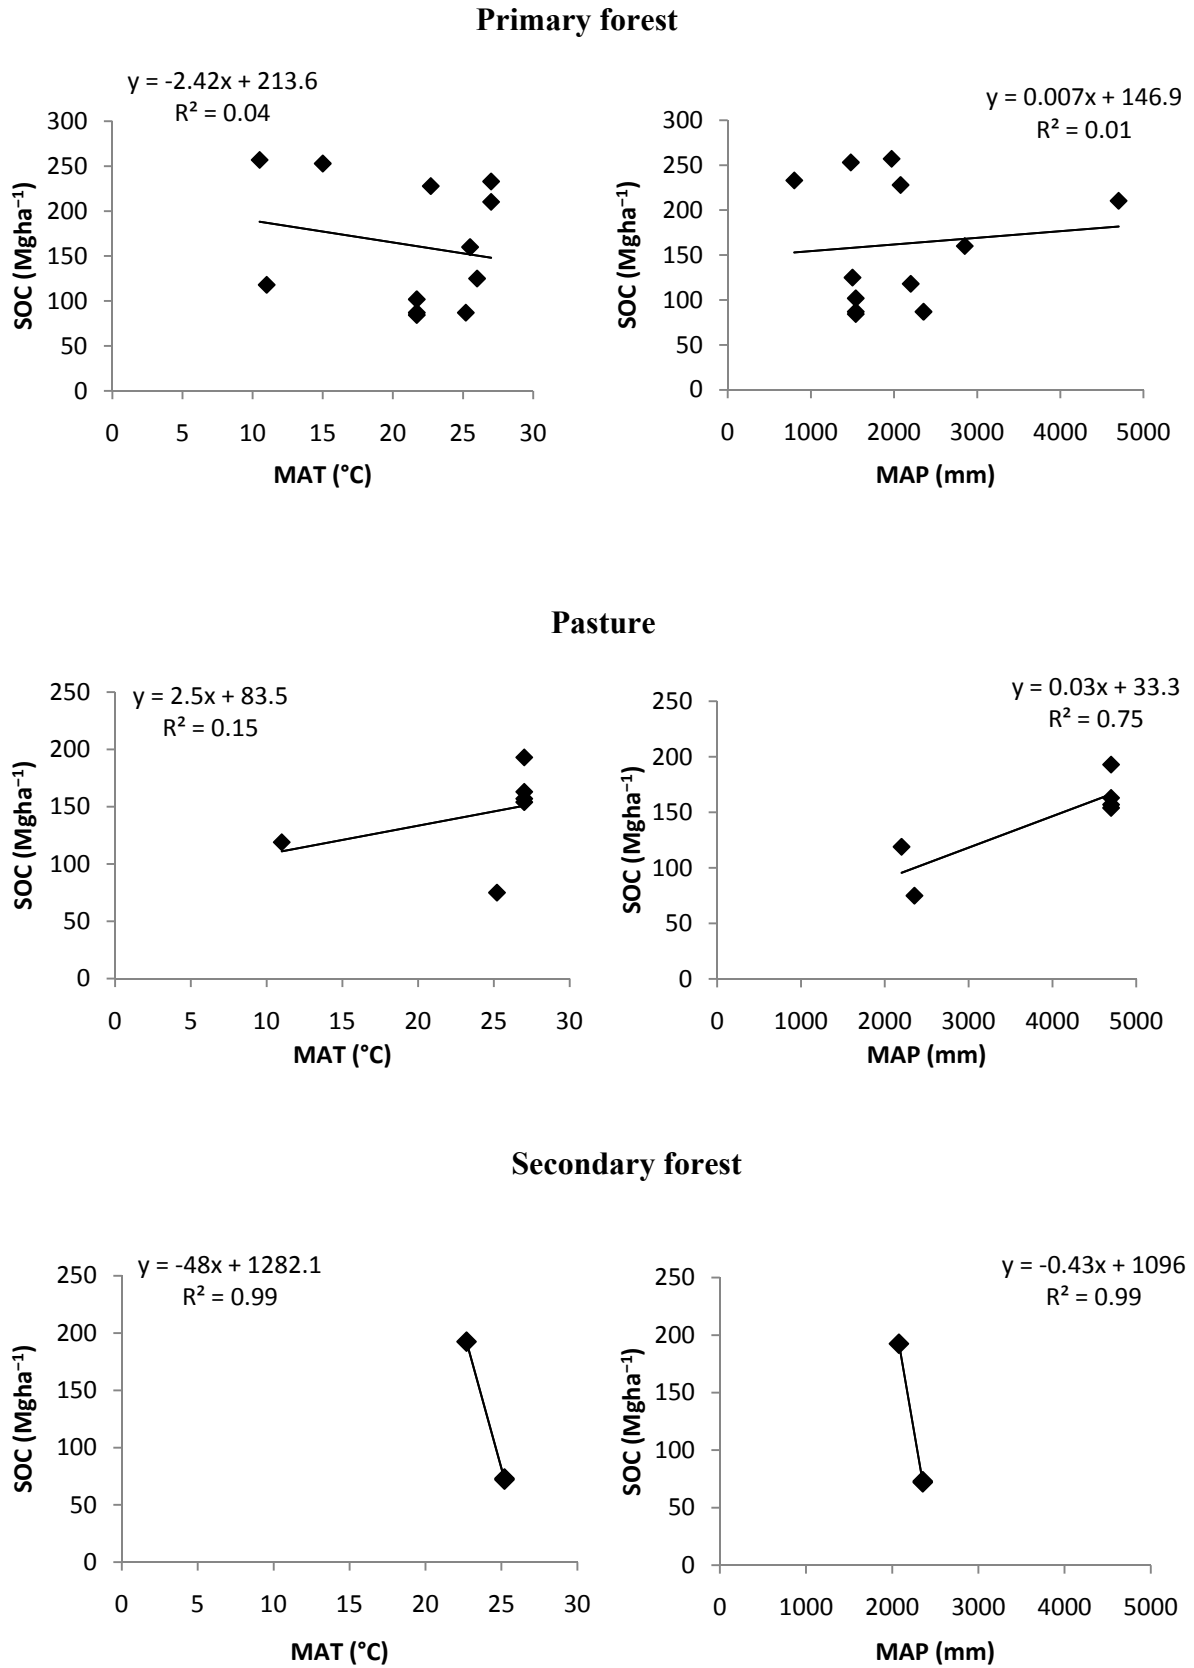 Primary forest
y = -2.42x + 213.6
R² = 0.04
300
250
200
150
100
50
0
SOC (Mgha⁻¹)
0 5 10 15 20 25 30
MAT (°C)
y = 0.007x + 146.9
R² = 0.01
300
250
200
150
100
50
0
SOC (Mgha⁻¹)
0 1000 2000 3000 4000 5000
MAP (mm)
Pasture
y = 2.5x + 83.5
R² = 0.15
250
200
150
100
50
0
SOC (Mgha⁻¹)
0 5 10 15 20 25 30
MAT (°C)
y = 0.03x + 33.3
R² = 0.75
250
200
150
100
50
0
SOC (Mgha⁻¹)
0 1000 2000 3000 4000 5000
MAP (mm)
Secondary forest
y = -48x + 1282.1
R² = 0.99
250
200
150
100
50
0
SOC (Mgha⁻¹)
0 5 10 15 20 25 30
MAT (°C)
y = -0.43x + 1096
R² = 0.99
250
200
150
100
50
0
SOC (Mgha⁻¹)
0 1000 2000 3000 4000 5000
MAP (mm)